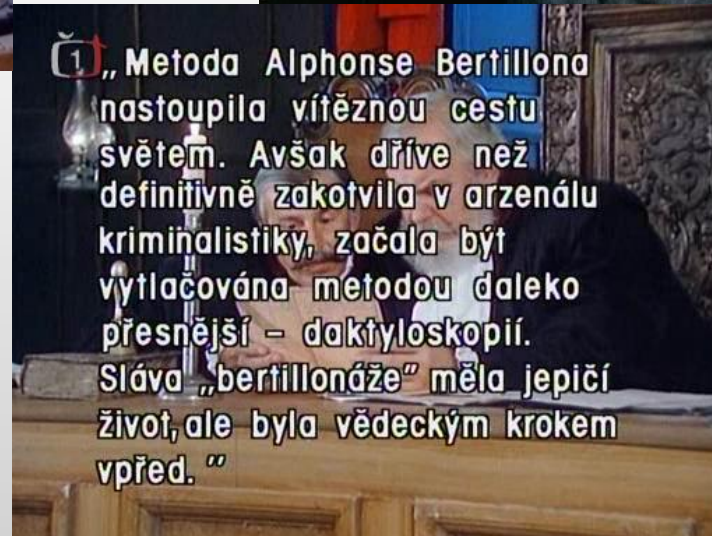 1
„Metoda Alphonse Bertillona
nastoupila vítěznou cestu
světem. Avšak dříve než
definitivně zakotvila v arzenálu
kriminalistiky, začala být
vytlačována metodou daleko
přesnější – daktyloskopií.
Sláva „bertillonáže” měla jepičí
život, ale byla vědeckým krokem
vpřed.”